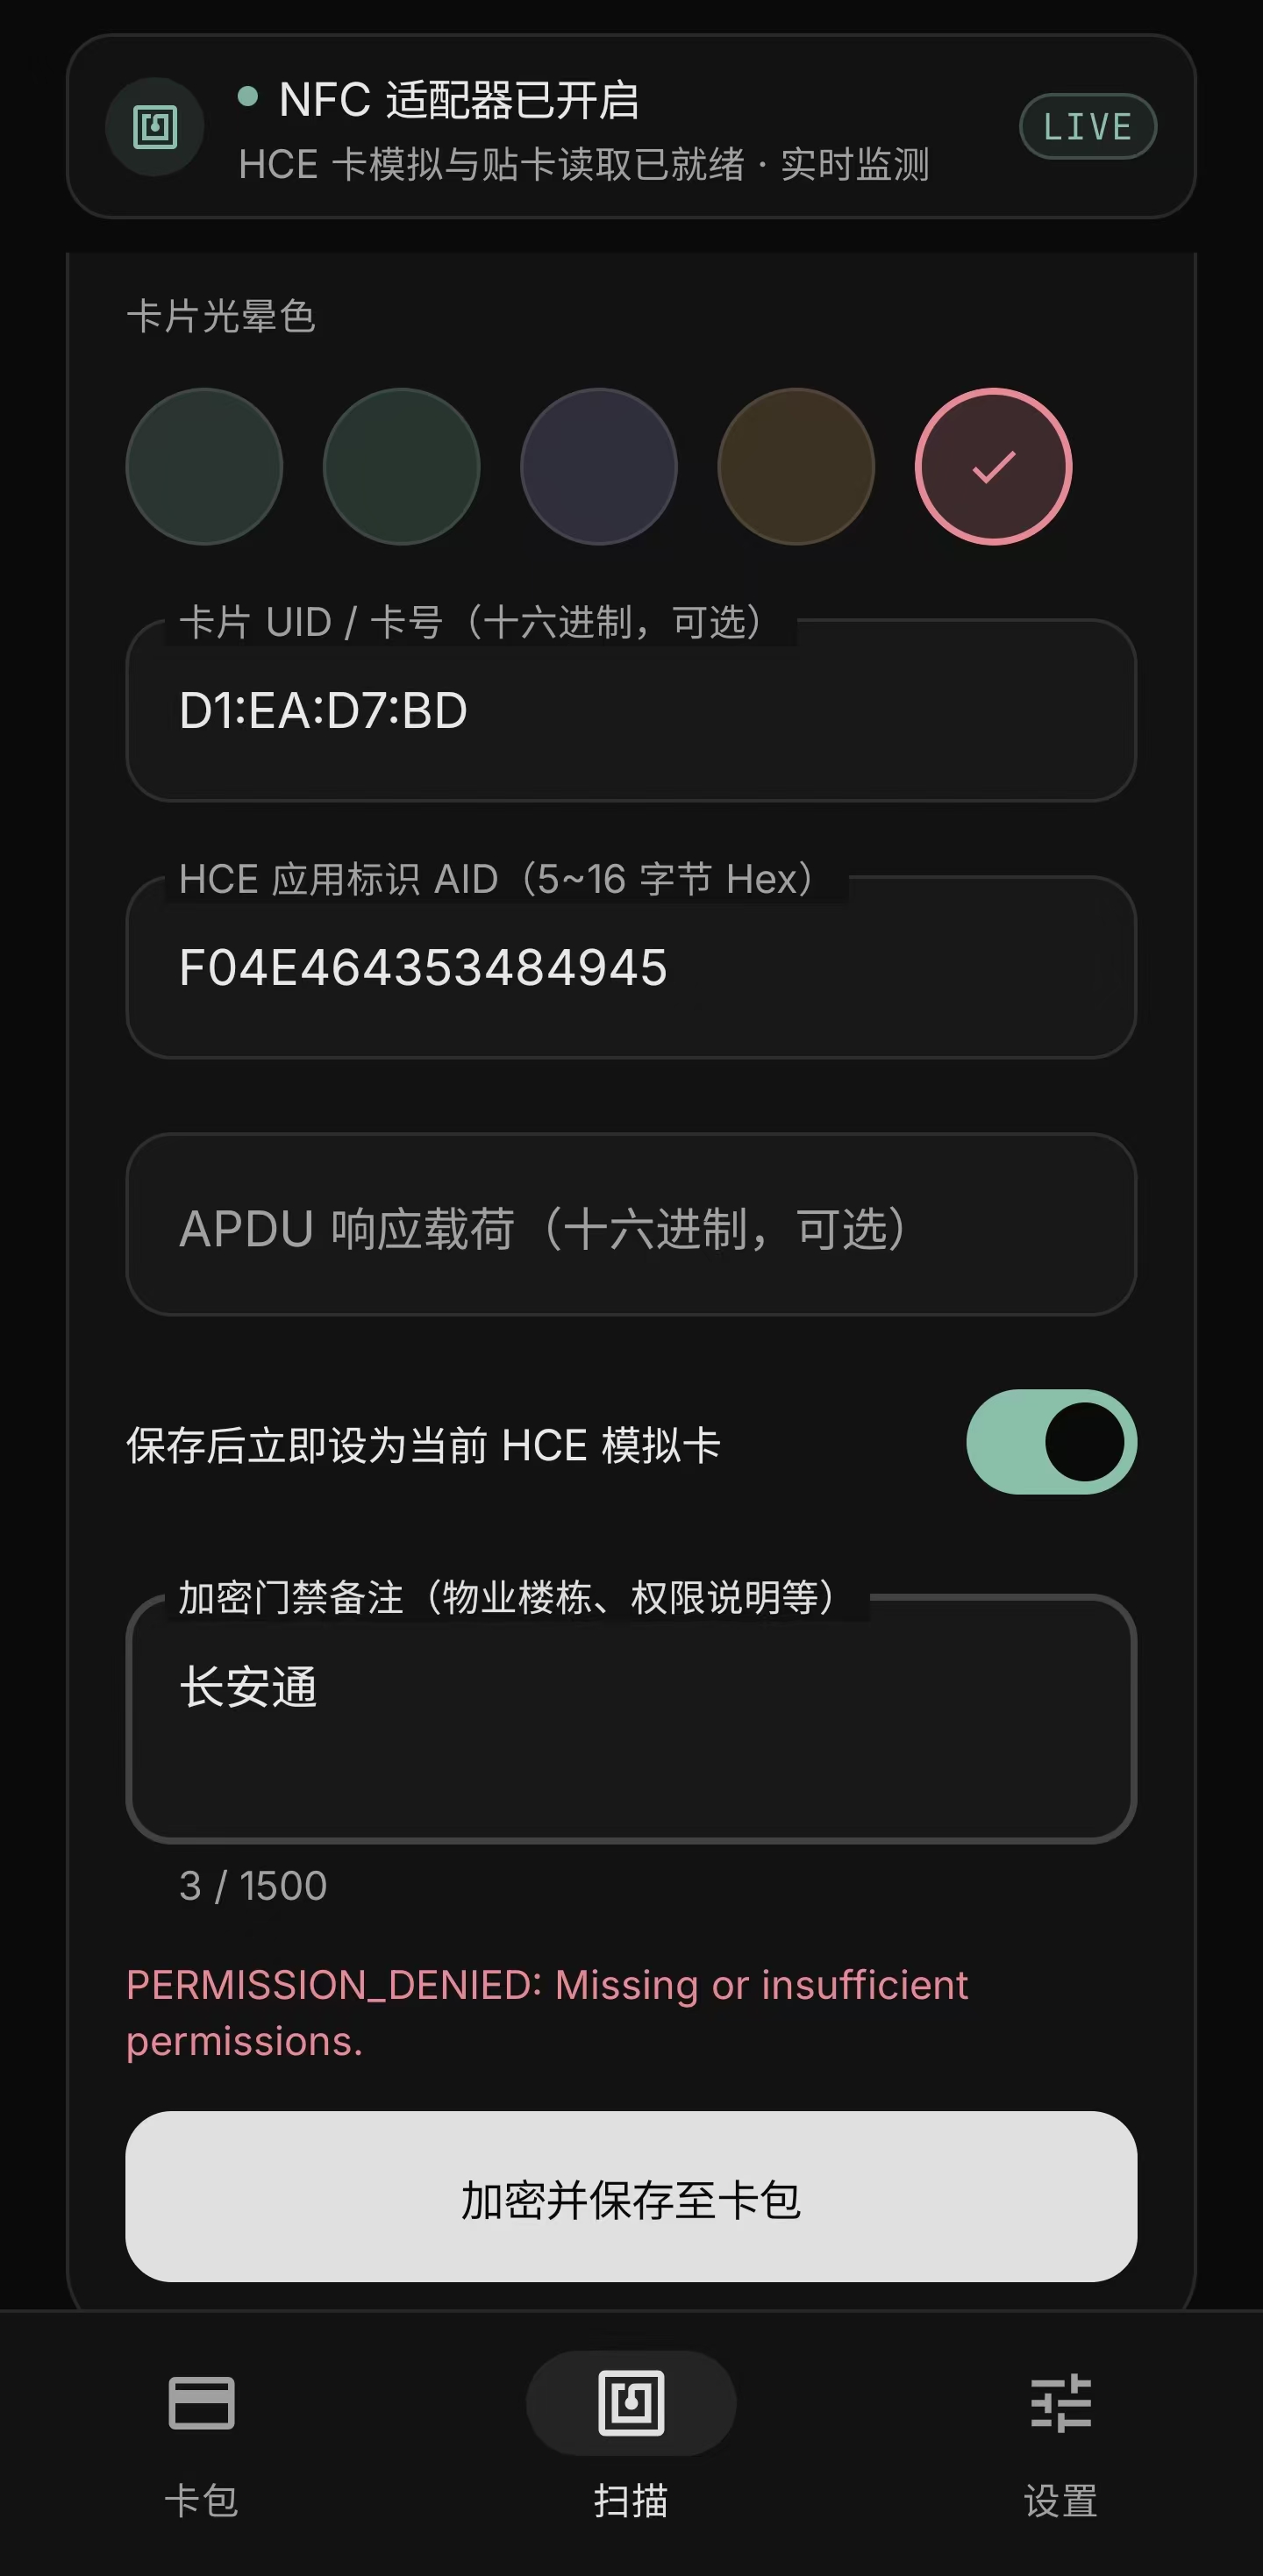 NFC 适配器已开启
HCE 卡模拟与贴卡读取已就绪 · 实时监测
LIVE
卡片光晕色
卡片 UID / 卡号（十六进制，可选）
D1:EA:D7:BD
HCE 应用标识 AID（5~16 字节 Hex）
F04E464353484945
APDU 响应载荷（十六进制，可选）
保存后立即设为当前 HCE 模拟卡
加密门禁备注（物业楼栋、权限说明等）
长安通
3 / 1500
PERMISSION_DENIED: Missing or insufficient
permissions.
加密并保存至卡包
卡包
扫描
设置